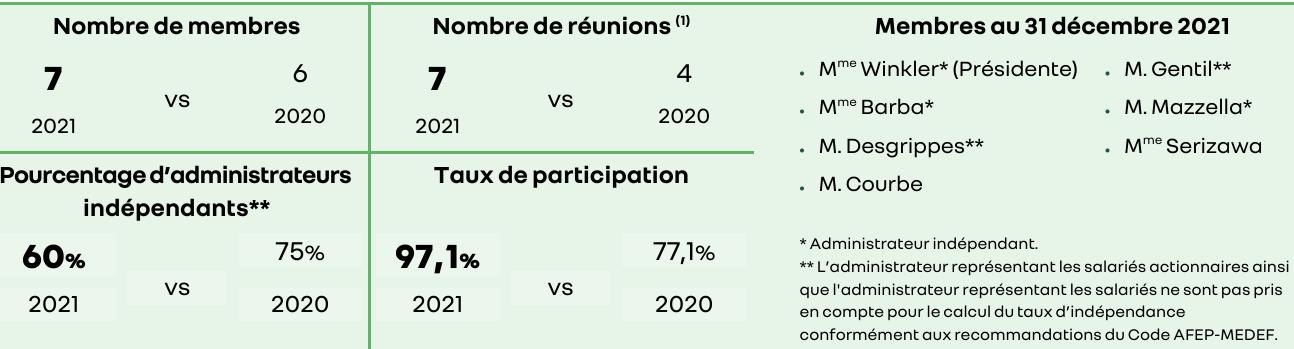 Nombre de membres
7
2021
vs
6
2020
Nombre de réunions (1)
7
2021
vs
4
2020
Pourcentage d’administrateurs
indépendants**
60%
2021
vs
75%
2020
Taux de participation
97,1%
2021
vs
77,1%
2020
Membres au 31 décembre 2021
• Mme Winkler* (Présidente)
• Mme Barba*
• M. Desgrippes**
• M. Courbe
• M. Gentil**
• M. Mazzella*
• Mme Serizawa
* Administrateur indépendant.
** L’administrateur représentant les salariés actionnaires ainsi
que l'administrateur représentant les salariés ne sont pas pris
en compte pour le calcul du taux d’indépendance
conformément aux recommandations du Code AFEP-MEDEF.